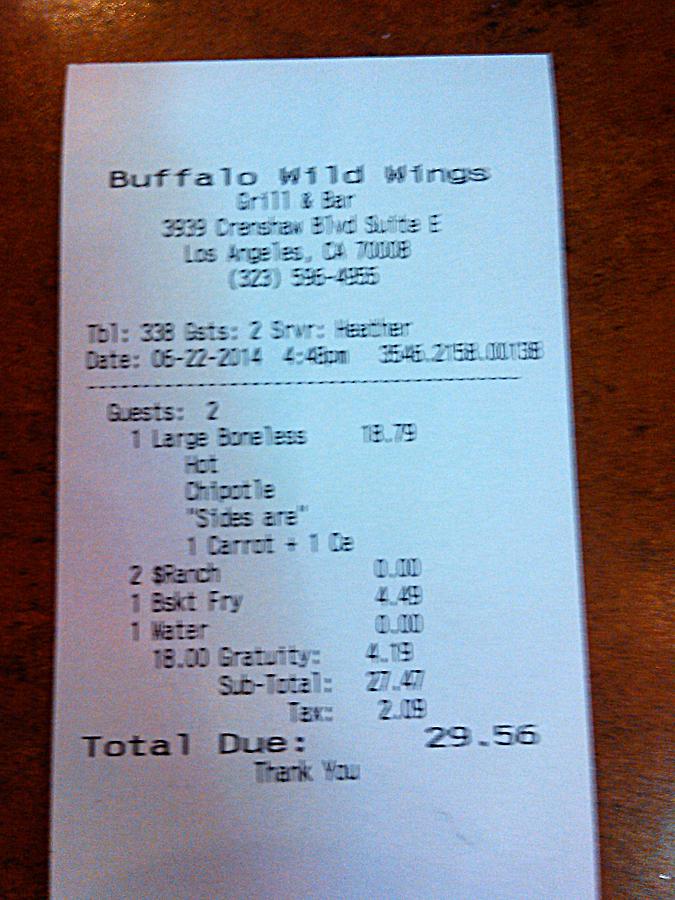 Buffalo Wild Wings
Grill & Bar
3939 Crenshaw Blvd Suite E
Los Angeles, CA 70008
(323) 596-4955
Tbl: 338 Gsts: 2 Srvr: Heather
Date: 06-22-2014 4:48pm 3546.2158.00138
Guests: 2
1 Large Boneless 18.79
Hot
Chipotle
"Sides are"
1 Carrot + 1 Ce
2 $Ranch 0.00
1 Bskt Fry 4.49
1 Water 0.00
18.00 Gratuity: 4.19
Sub-Total: 27.47
Tax: 2.09
Total Due: 29.56
Thank You